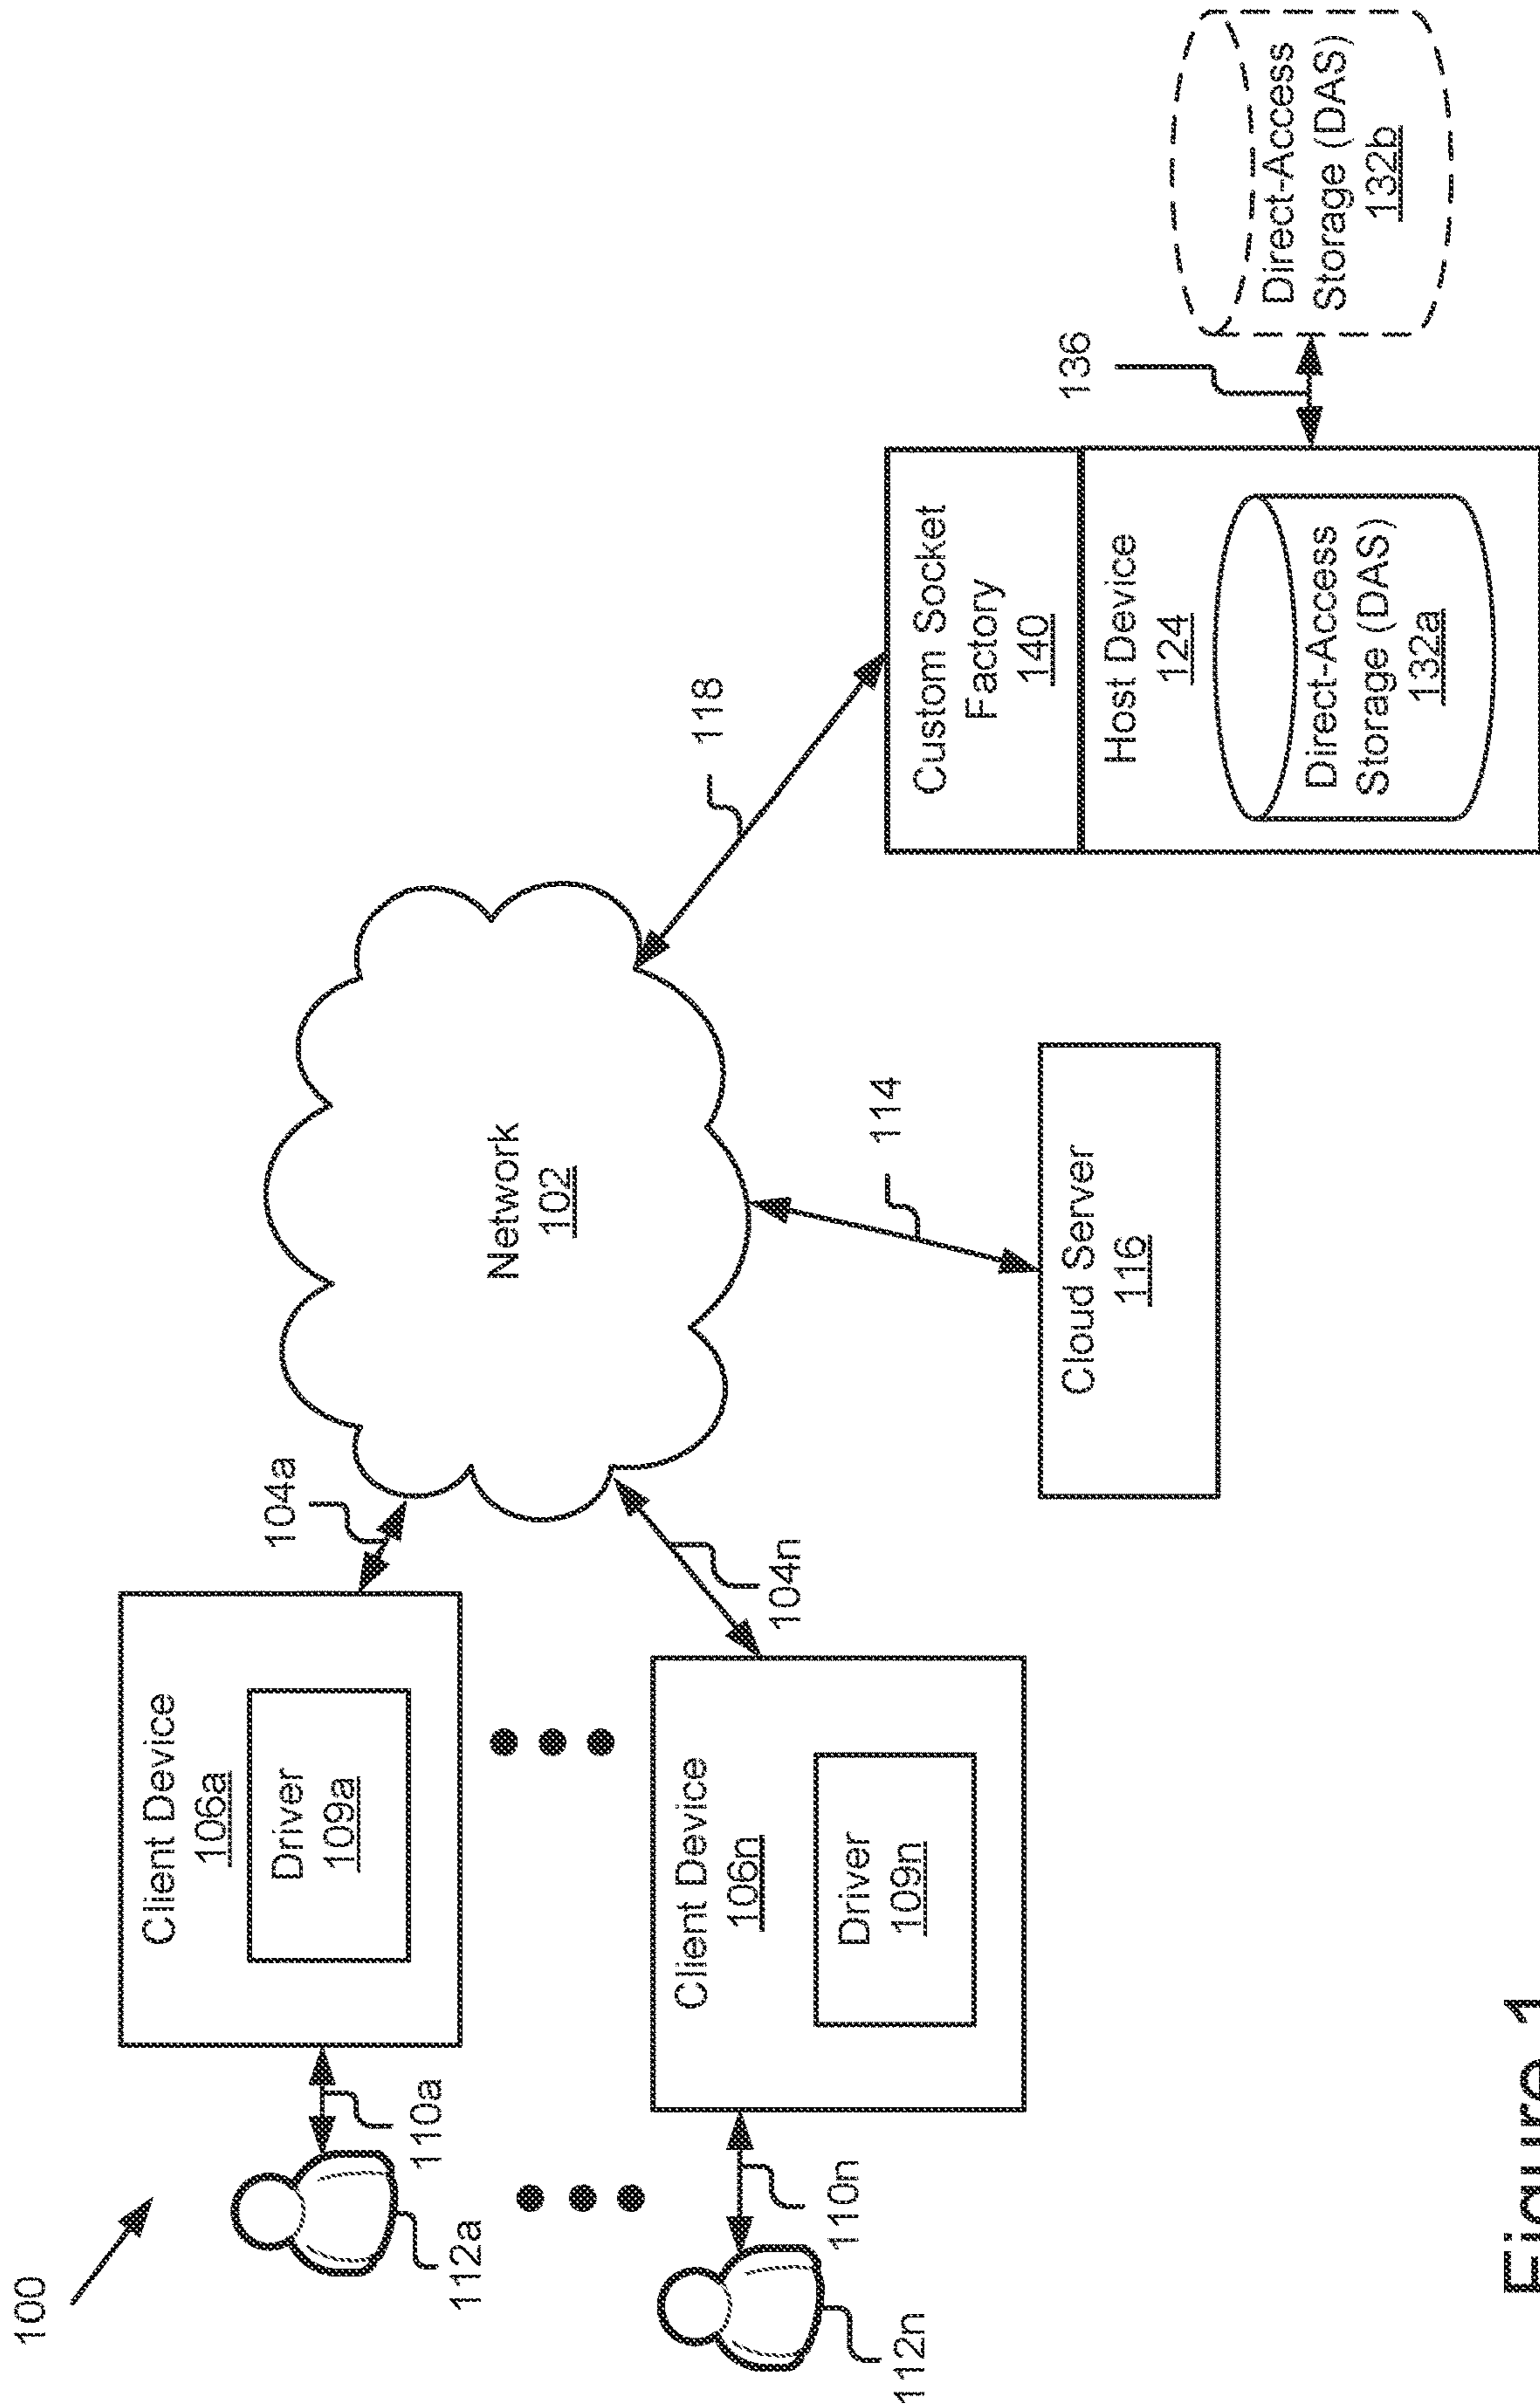 100
Client Device
106a
Driver
109a
104a
110a
112a
Network
102
Client Device
106n
Driver
109n
104n
110n
112n
114
Cloud Server
116
118
Custom Socket
Factory
140
Host Device
124
Direct-Access
Storage (DAS)
132a
136
Direct-Access
Storage (DAS)
132b
Figure 1